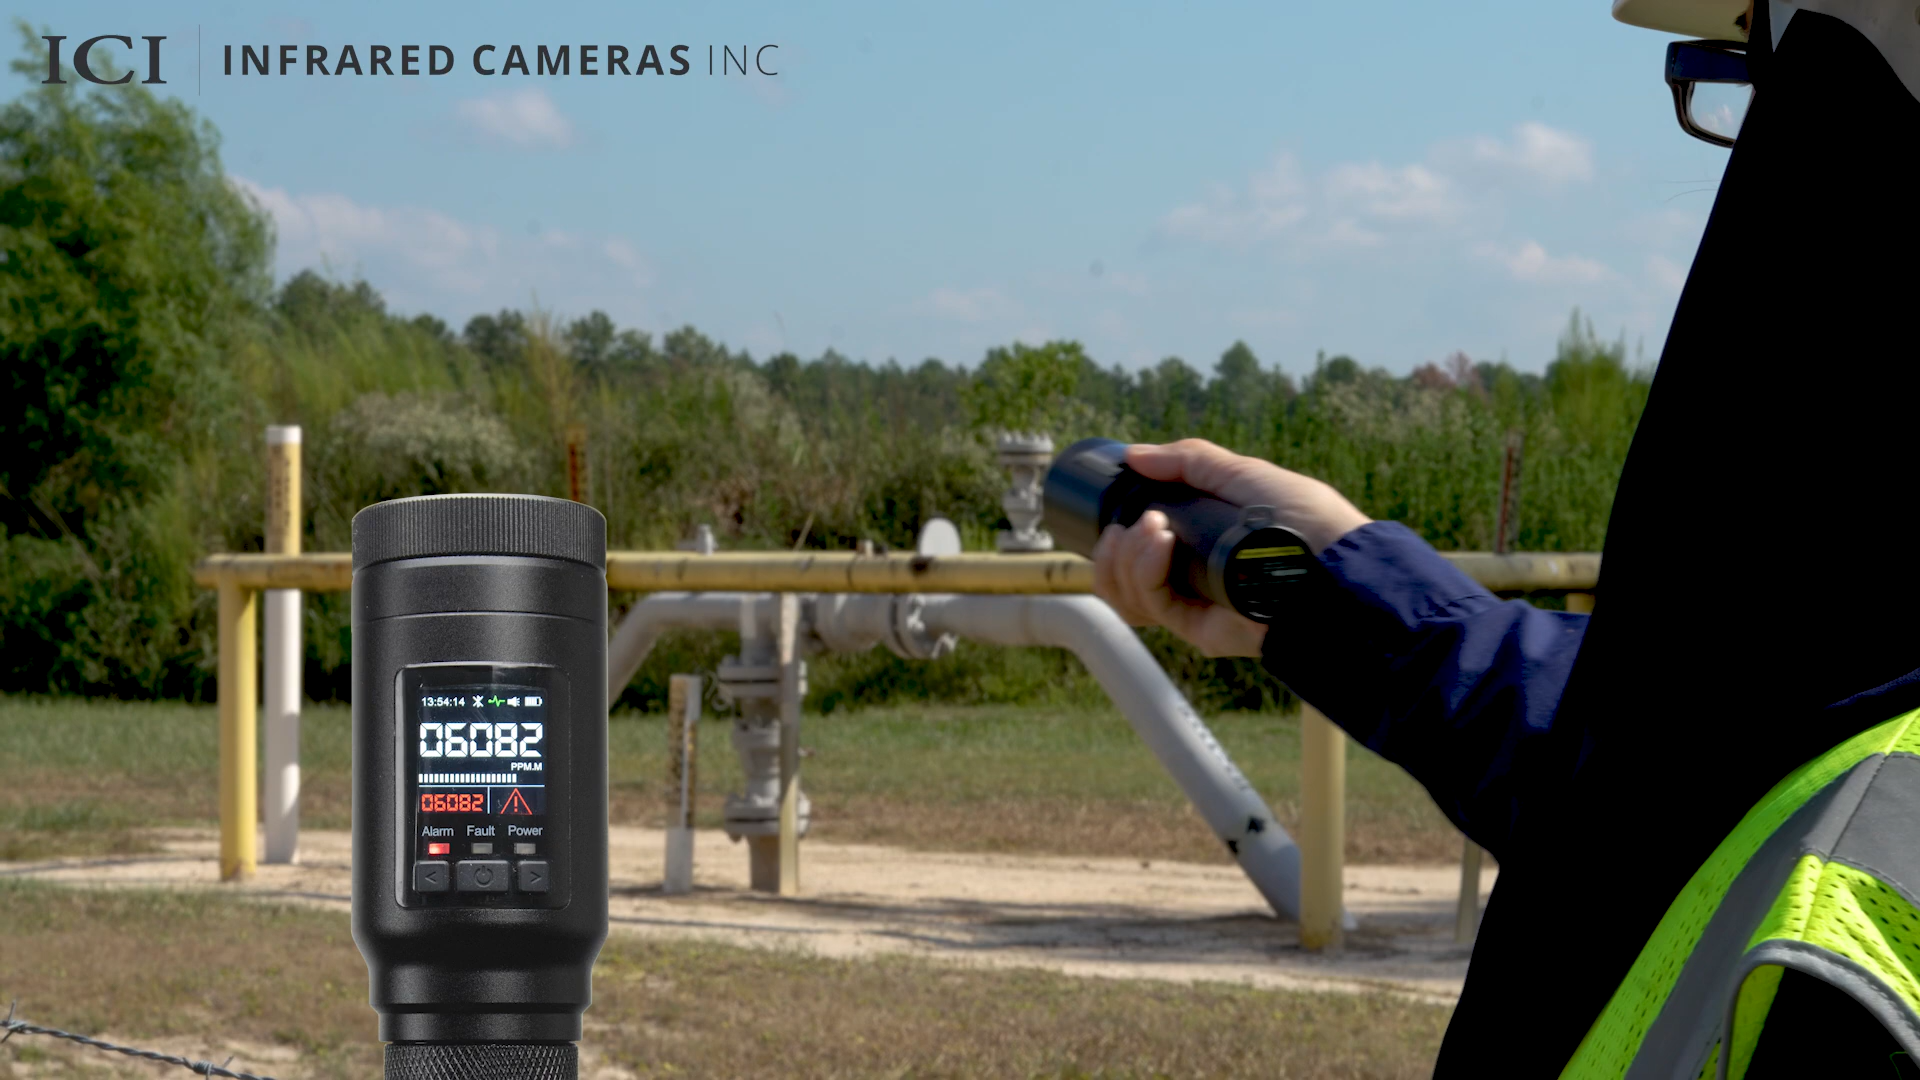 ICI INFRARED CAMERAS INC
13:54:14
06082
PPM.M
06082
Alarm Fault Power
< >